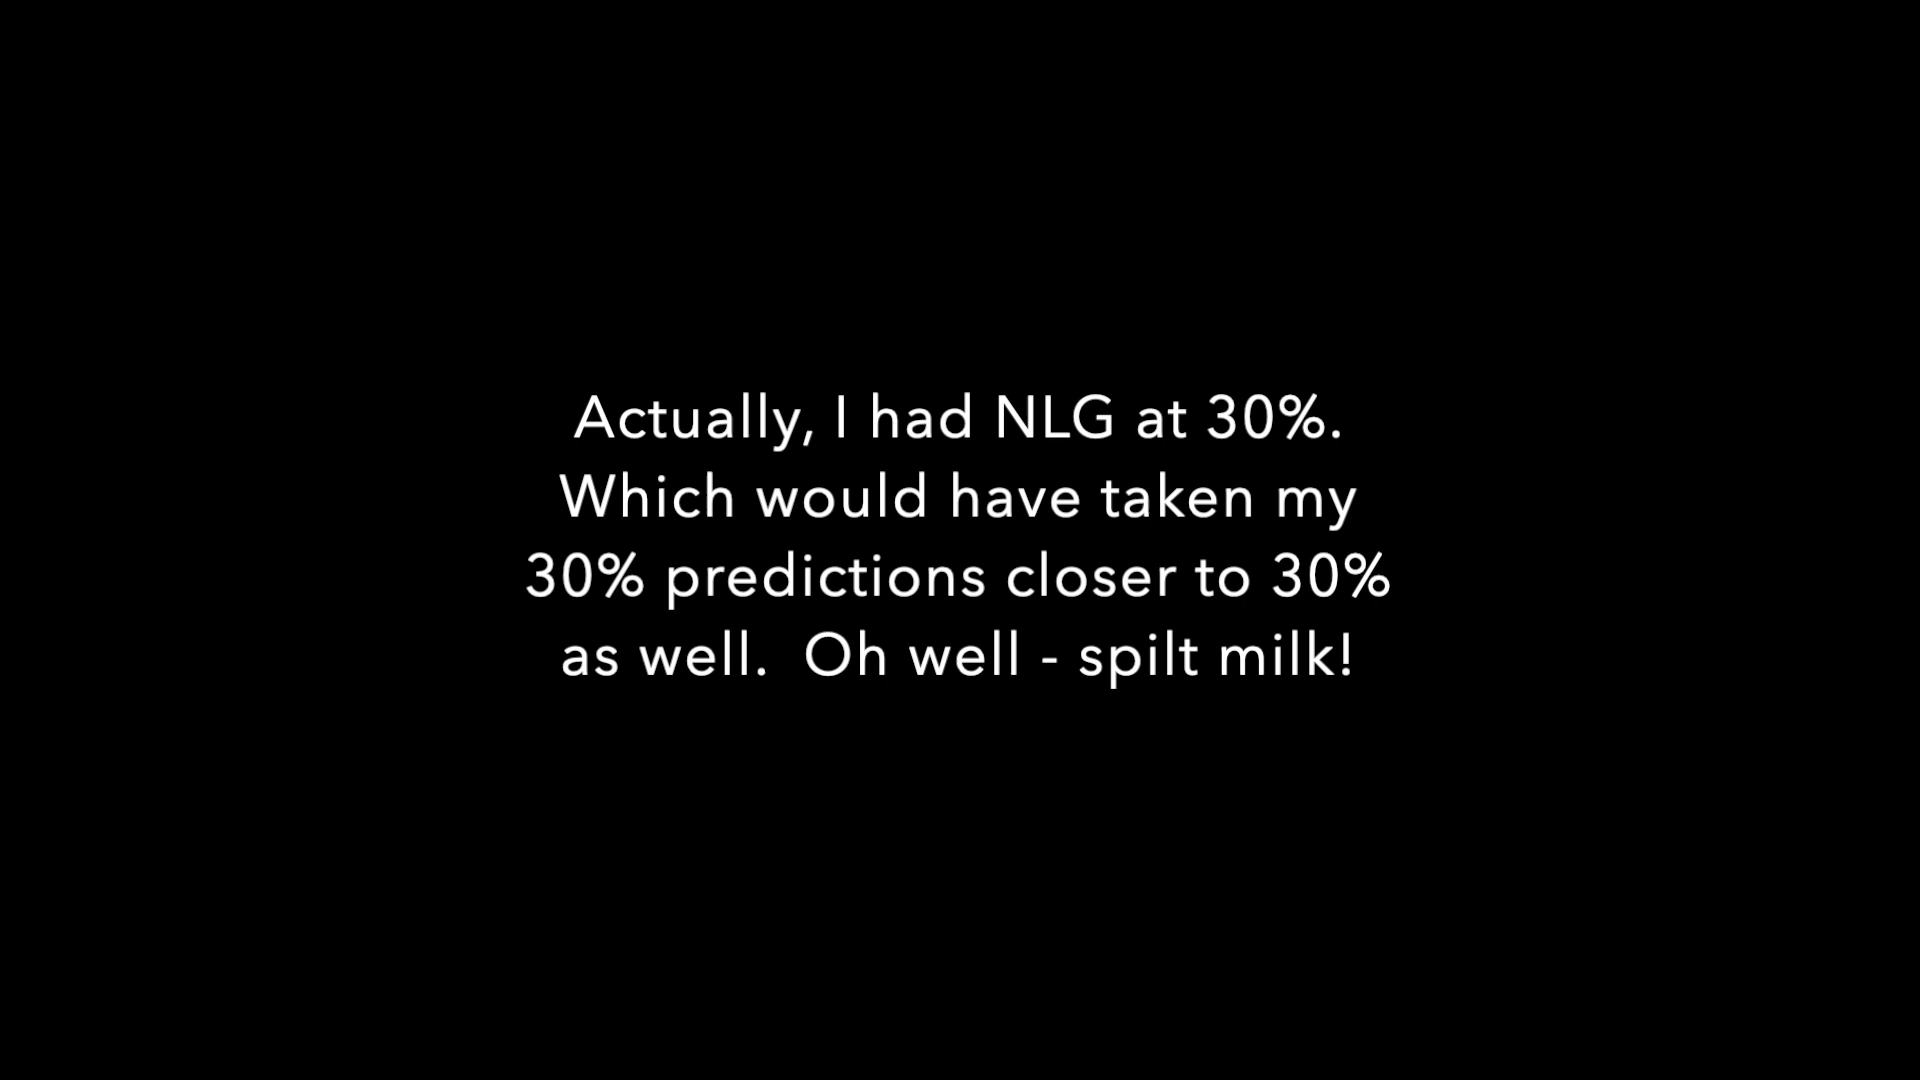 Actually, I had NLG at 30%.
Which would have taken my
30% predictions closer to 30%
as well.  Oh well - spilt milk!